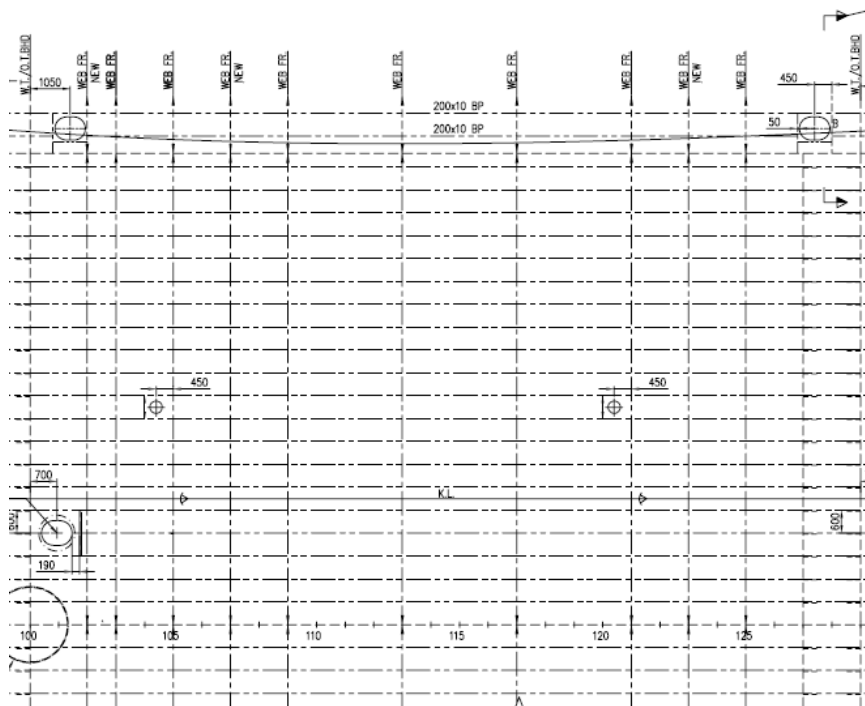 W.T./O.T.BHD
WEB FR.
NEW
WEB FR.
WEB FR.
WEB FR.
NEW
WEB FR.
WEB FR.
WEB FR.
WEB FR.
WEB FR.
NEW
WEB FR.
W.T./O.T.BHD
1050
450
200x10 BP
50
B
200x10 BP
450
450
700
K.L.
600
600
190
100
105
110
115
120
125